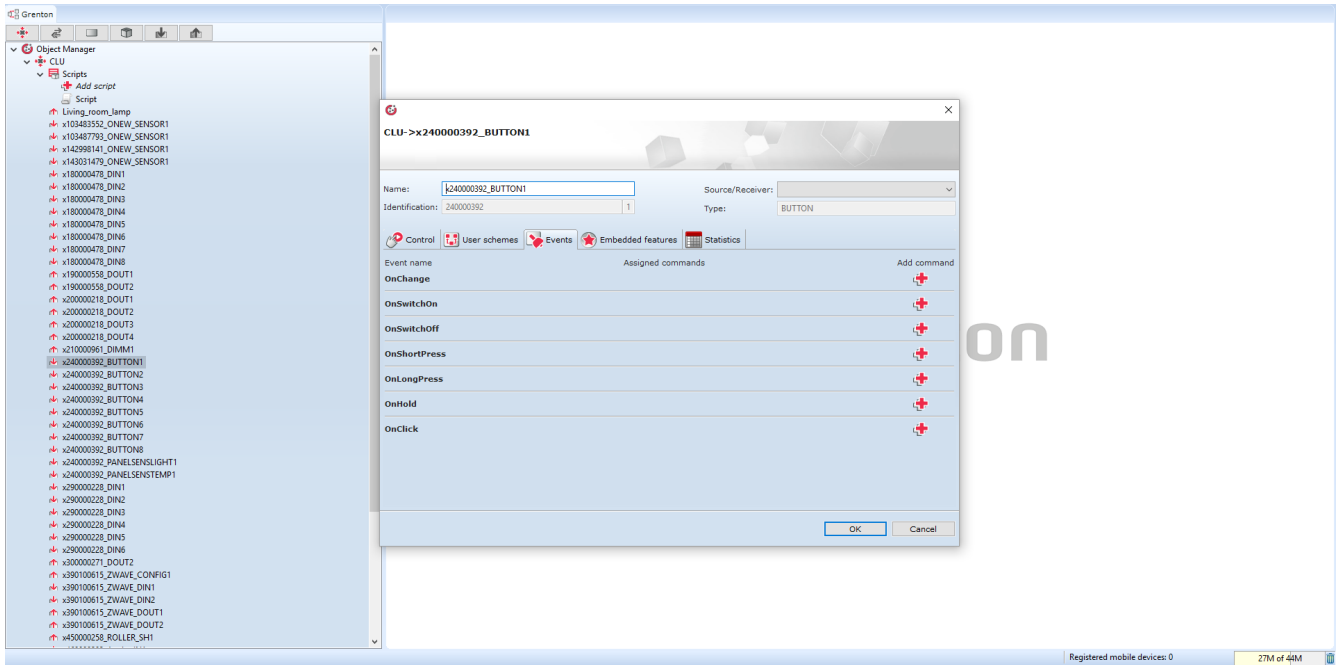 Grenton
Object Manager
CLU
Scripts
Add script
Script
Living_room_lamp
x103483552_ONEW_SENSOR1
x103487793_ONEW_SENSOR1
x142998141_ONEW_SENSOR1
x143031479_ONEW_SENSOR1
x180000478_DIN1
x180000478_DIN2
x180000478_DIN3
x180000478_DIN4
x180000478_DIN5
x180000478_DIN6
x180000478_DIN7
x180000478_DIN8
x190000558_DOUT1
x190000558_DOUT2
x200000218_DOUT1
x200000218_DOUT2
x200000218_DOUT3
x200000218_DOUT4
x210000961_DIMM1
x240000392_BUTTON1
x240000392_BUTTON2
x240000392_BUTTON3
x240000392_BUTTON4
x240000392_BUTTON5
x240000392_BUTTON6
x240000392_BUTTON7
x240000392_BUTTON8
x240000392_PANELSENSLIGHT1
x240000392_PANELSENSTEMP1
x290000228_DIN1
x290000228_DIN2
x290000228_DIN3
x290000228_DIN4
x290000228_DIN5
x290000228_DIN6
x300000271_DOUT2
x390100615_ZWAVE_CONFIG1
x390100615_ZWAVE_DIN1
x390100615_ZWAVE_DIN2
x390100615_ZWAVE_DOUT1
x390100615_ZWAVE_DOUT2
x450000258_ROLLER_SH1
CLU->x240000392_BUTTON1
Name: x240000392_BUTTON1 Source/Receiver:
Identification: 240000392 1 Type: BUTTON
Control User schemes Events Embedded features Statistics
Event name Assigned commands Add command
OnChange
OnSwitchOn
OnSwitchOff
OnShortPress
OnLongPress
OnHold
OnClick
OK Cancel
on
Registered mobile devices: 0 27M of 44M